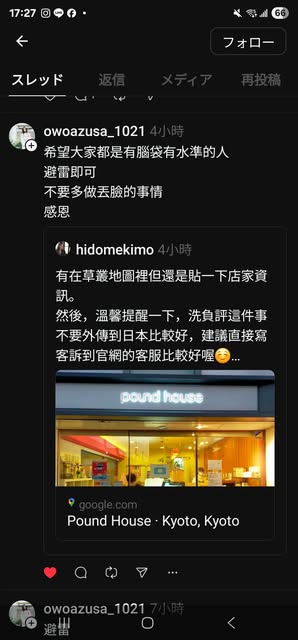 17:27
66
フォロー
スレッド 返信 メディア 再投稿
owoazusa_1021 4小時
希望大家都是有腦袋有水準的人
避雷即可
不要多做丟臉的事情
感恩
hidomekimo 4小時
有在草叢地圖裡但還是貼一下店家資
訊。
然後，溫馨提醒一下，洗負評這件事
不要外傳到日本比較好，建議直接寫
客訴到官網的客服比較好喔☺️...
pound house
google.com
Pound House · Kyoto, Kyoto
owoazusa_1021 7小時
避雷